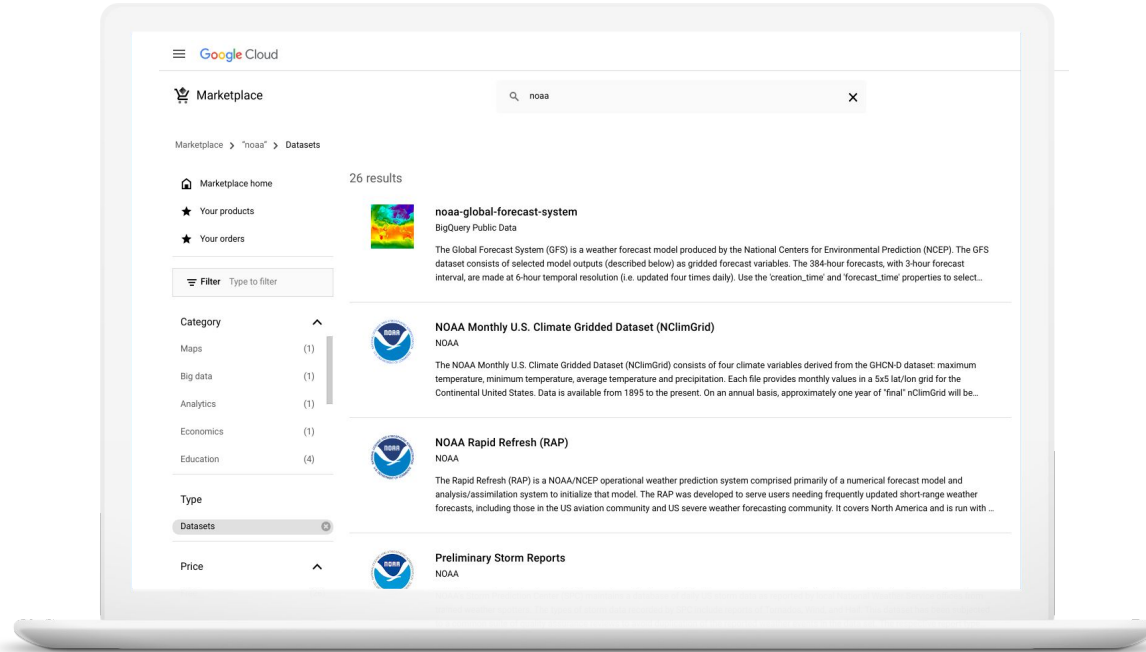 Google Cloud
Marketplace
noaa
Marketplace > "noaa" > Datasets
Marketplace home
Your products
Your orders
Filter Type to filter
Category
Maps (1)
Big data (1)
Analytics (1)
Economics (1)
Education (4)
Type
Datasets
Price
26 results
noaa-global-forecast-system
BigQuery Public Data
The Global Forecast System (GFS) is a weather forecast model produced by the National Centers for Environmental Prediction (NCEP). The GFS
dataset consists of selected model outputs (described below) as gridded forecast variables. The 384-hour forecasts, with 3-hour forecast
interval, are made at 6-hour temporal resolution (i.e. updated four times daily). Use the 'creation_time' and 'forecast_time' properties to select…
NOAA
NOAA Monthly U.S. Climate Gridded Dataset (NClimGrid)
NOAA
The NOAA Monthly U.S. Climate Gridded Dataset (NClimGrid) consists of four climate variables derived from the GHCN-D dataset: maximum
temperature, minimum temperature, average temperature and precipitation. Each file provides monthly values in a 5x5 lat/lon grid for the
Continental United States. Data is available from 1895 to the present. On an annual basis, approximately one year of "final" nClimGrid will be…
NOAA
NOAA Rapid Refresh (RAP)
NOAA
The Rapid Refresh (RAP) is a NOAA/NCEP operational weather prediction system comprised primarily of a numerical forecast model and
analysis/assimilation system to initialize that model. The RAP was developed to serve users needing frequently updated short-range weather
forecasts, including those in the US aviation community and US severe weather forecasting community. It covers North America and is run with …
NOAA
Preliminary Storm Reports
NOAA